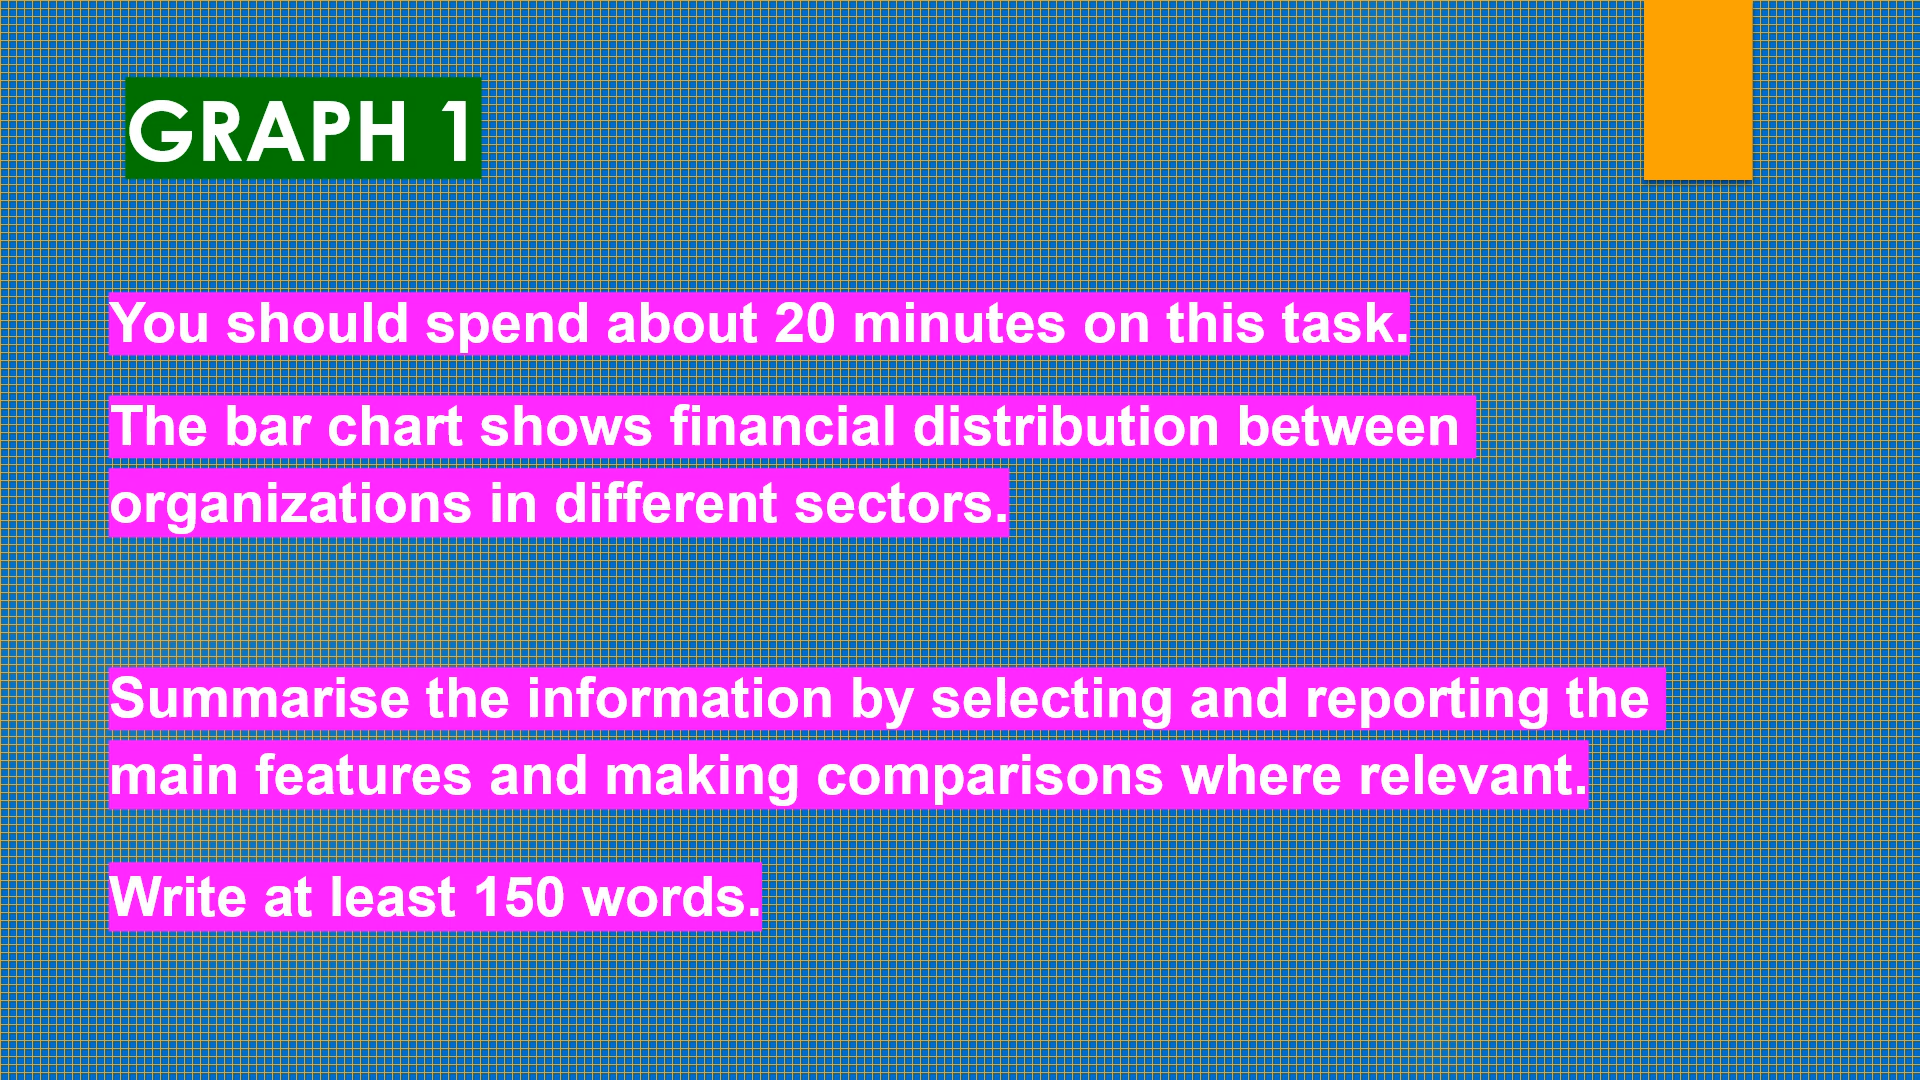 GRAPH 1
You should spend about 20 minutes on this task.
The bar chart shows financial distribution between
organizations in different sectors.
Summarise the information by selecting and reporting the
main features and making comparisons where relevant.
Write at least 150 words.